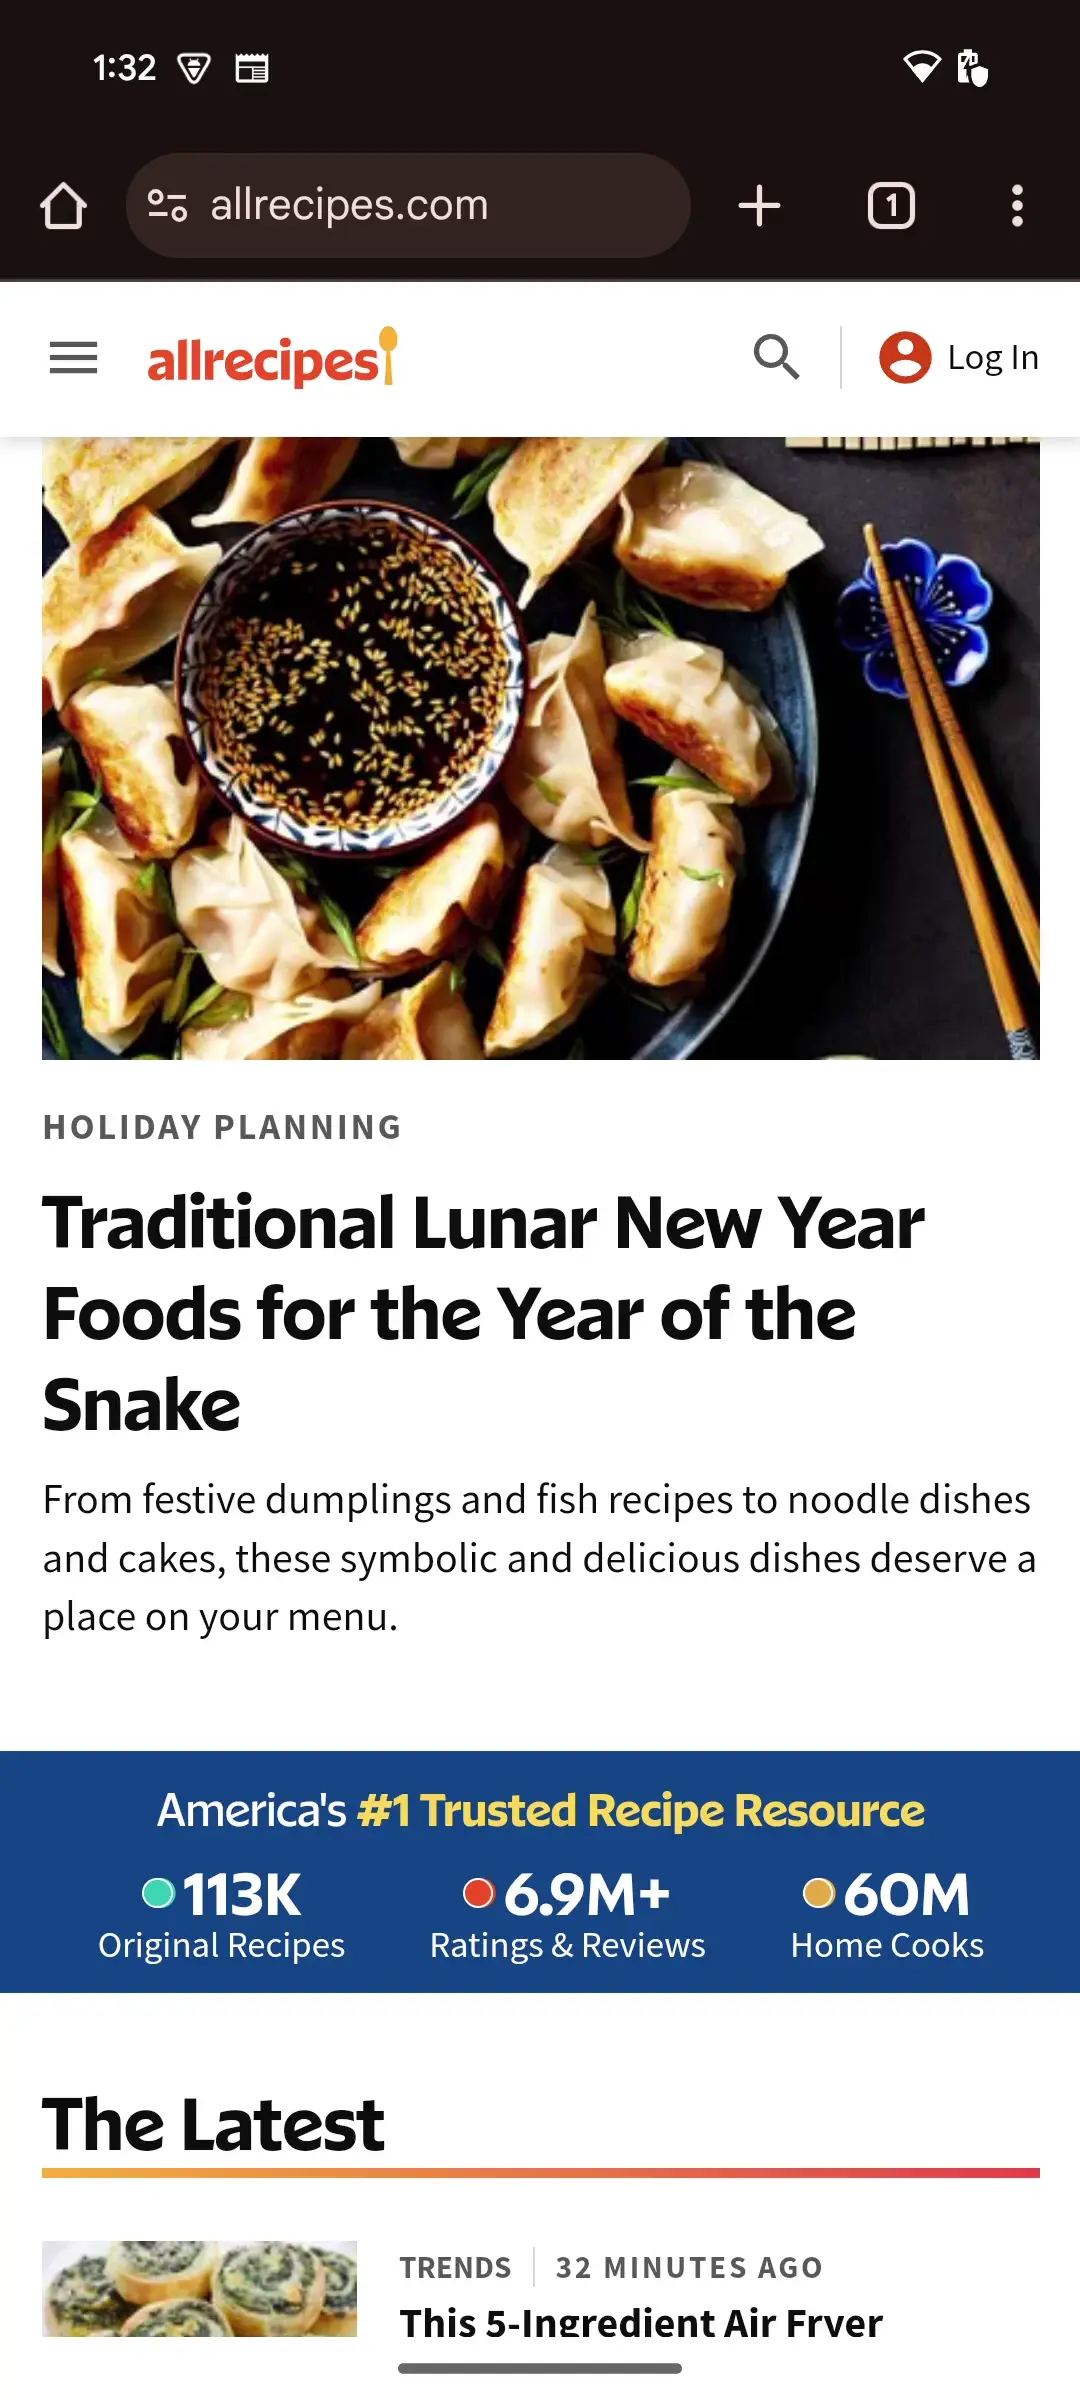 1:32
allrecipes.com
1
allrecipes
Log In
HOLIDAY PLANNING
Traditional Lunar New Year
Foods for the Year of the
Snake
From festive dumplings and fish recipes to noodle dishes
and cakes, these symbolic and delicious dishes deserve a
place on your menu.
America's #1 Trusted Recipe Resource
113K
Original Recipes
6.9M+
Ratings & Reviews
60M
Home Cooks
The Latest
TRENDS
32 MINUTES AGO
This 5-Ingredient Air Fryer